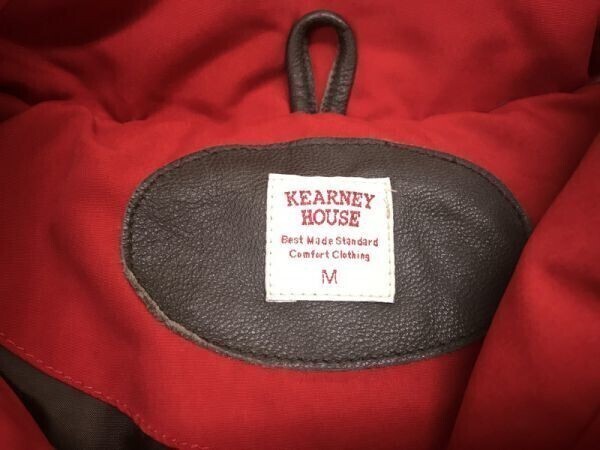 KEARNEY
HOUSE
Best Made Standard
Comfort Clothing
M